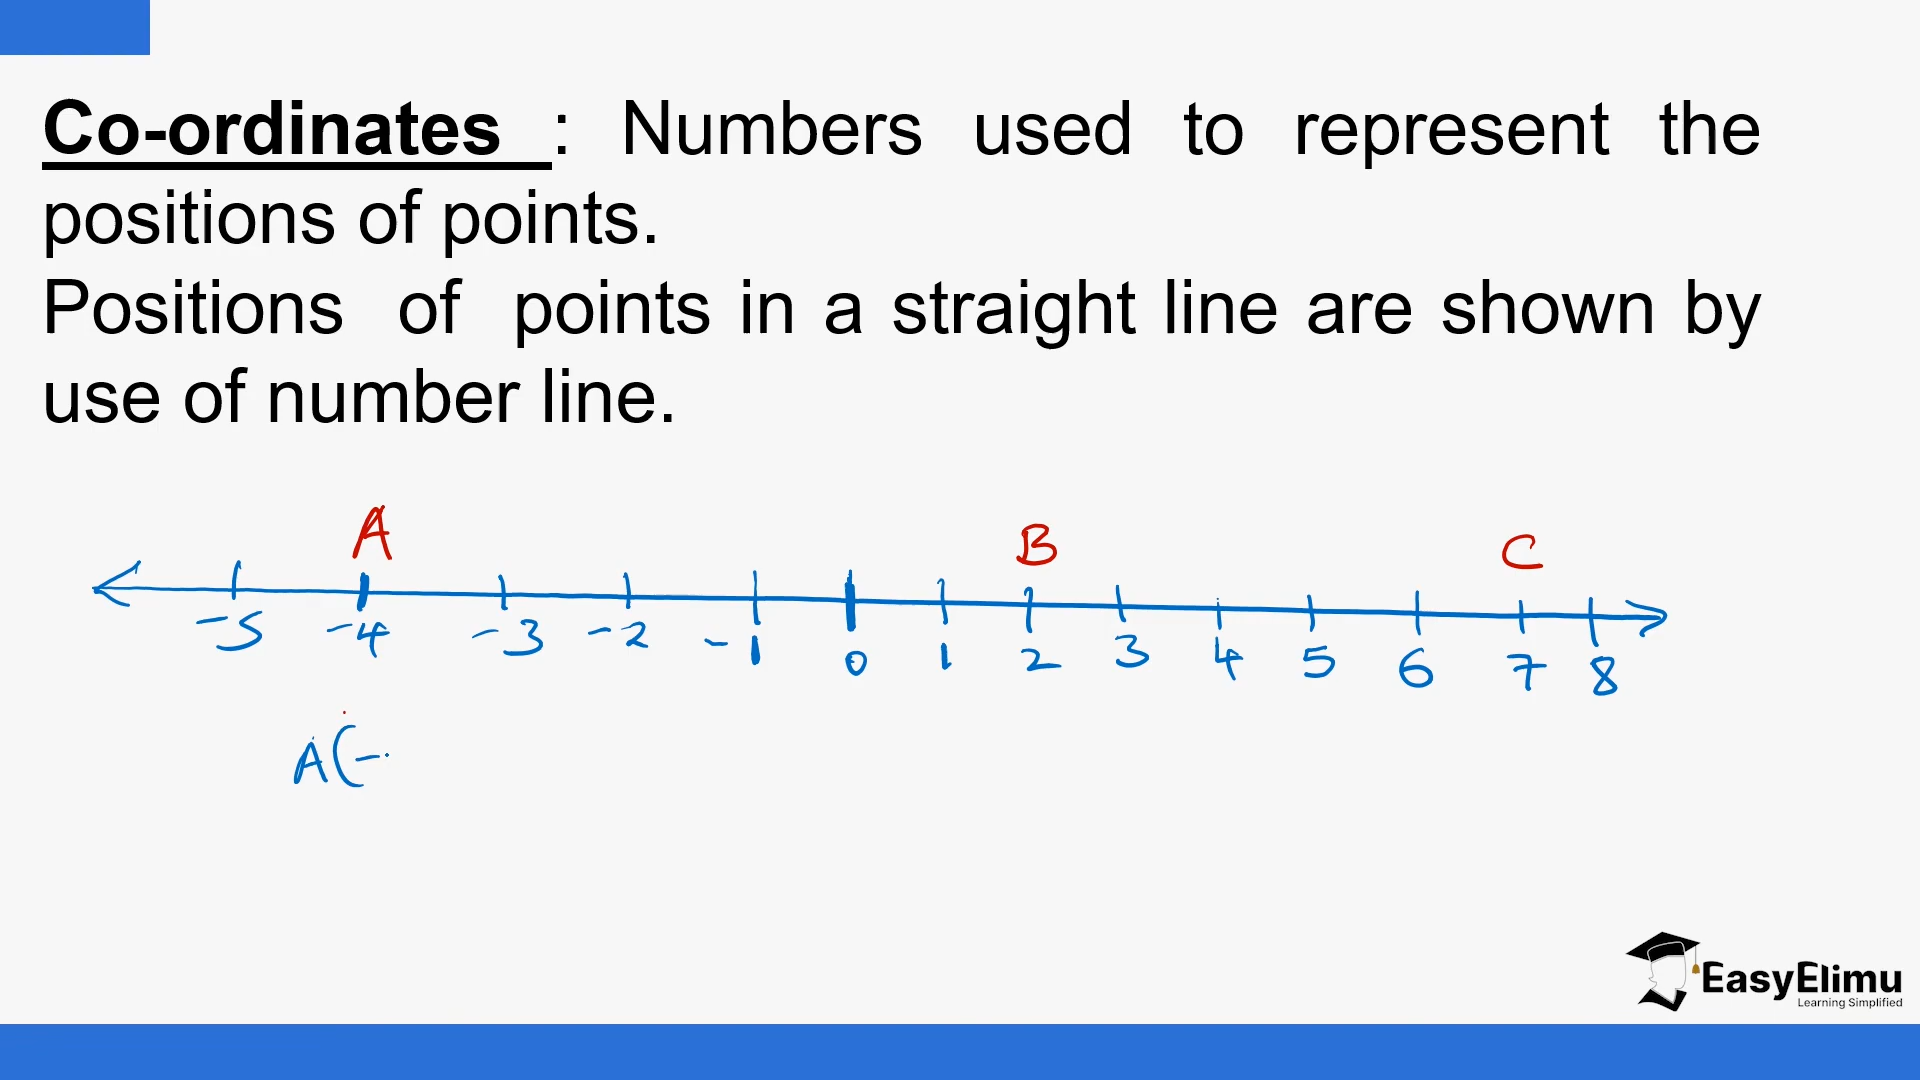 Co-ordinates : Numbers used to represent the
positions of points.
Positions of points in a straight line are shown by
use of number line.
A B C
-5 -4 -3 -2 -1 0 1 2 3 4 5 6 7 8
A(-
EasyElimu
Learning Simplified